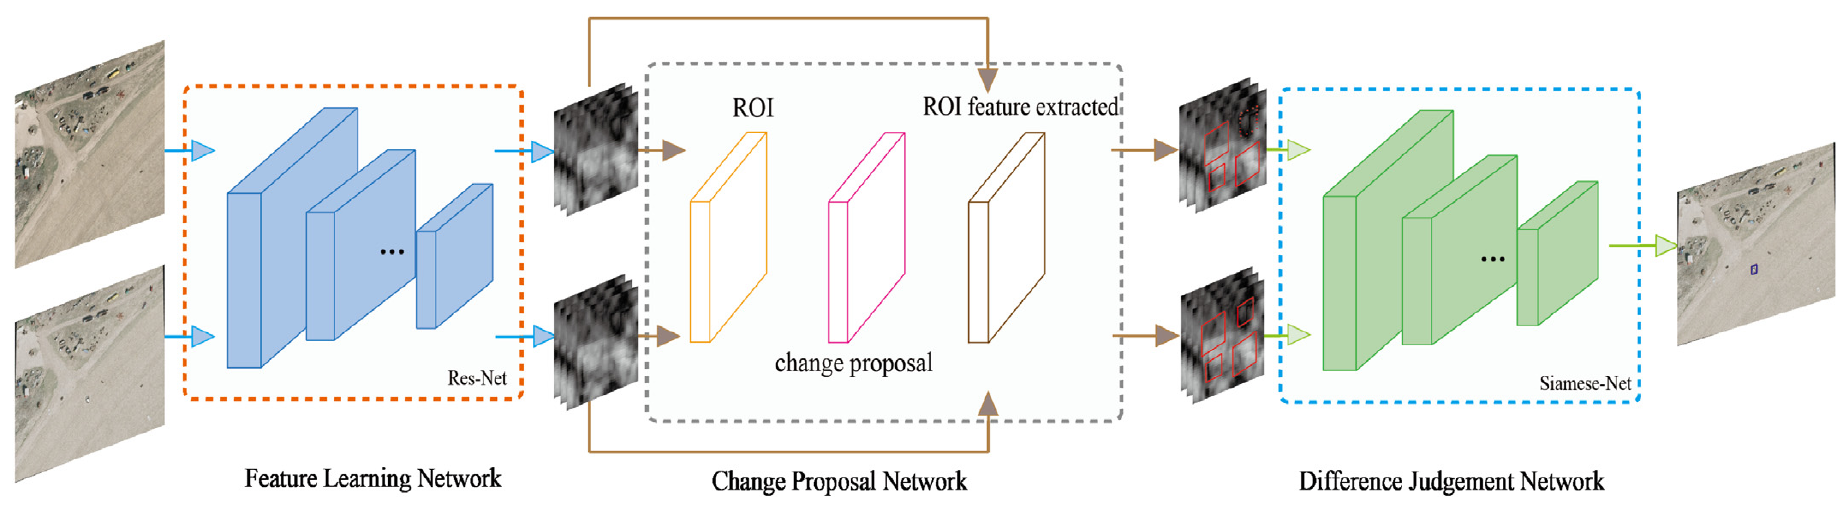 ROI
ROI feature extracted
change proposal
Res-Net
Siamese-Net
Feature Learning Network
Change Proposal Network
Difference Judgement Network